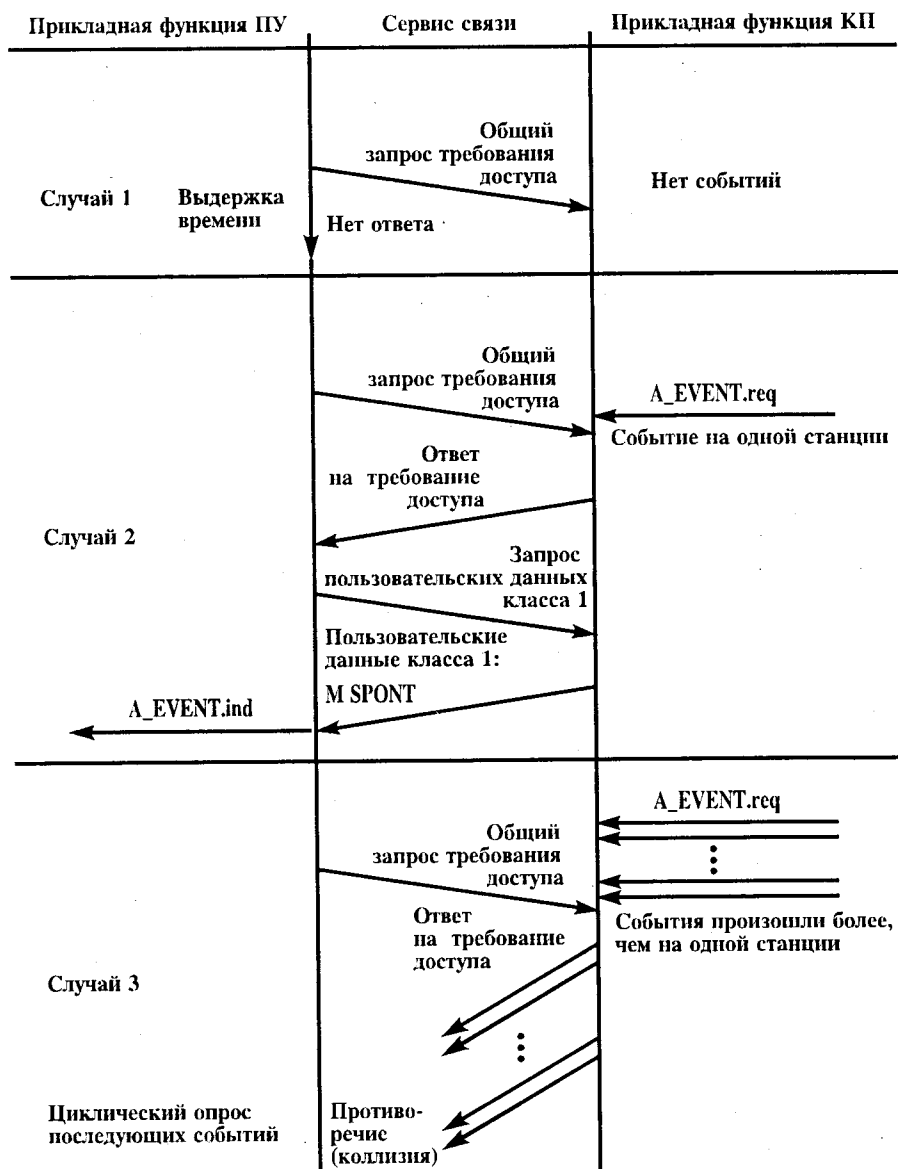 Прикладная функция ПУ
Сервис связи
Прикладная функция КП
Общий
запрос требования
доступа
Случай 1
Выдержка
времени
Нет ответа
Нет событий
Общий
запрос требования
доступа
A_EVENT.req
Событие на одной станции
Ответ
на требование
доступа
Случай 2
Запрос
пользовательских данных
класса 1
Пользовательские
данные класса 1:
M SPONT
A_EVENT.ind
A_EVENT.req
Общий
запрос требования
доступа
События произошли более,
чем на одной станции
Ответ
на требование
доступа
Случай 3
Циклический опрос
последующих событий
Противо-
речие
(коллизия)